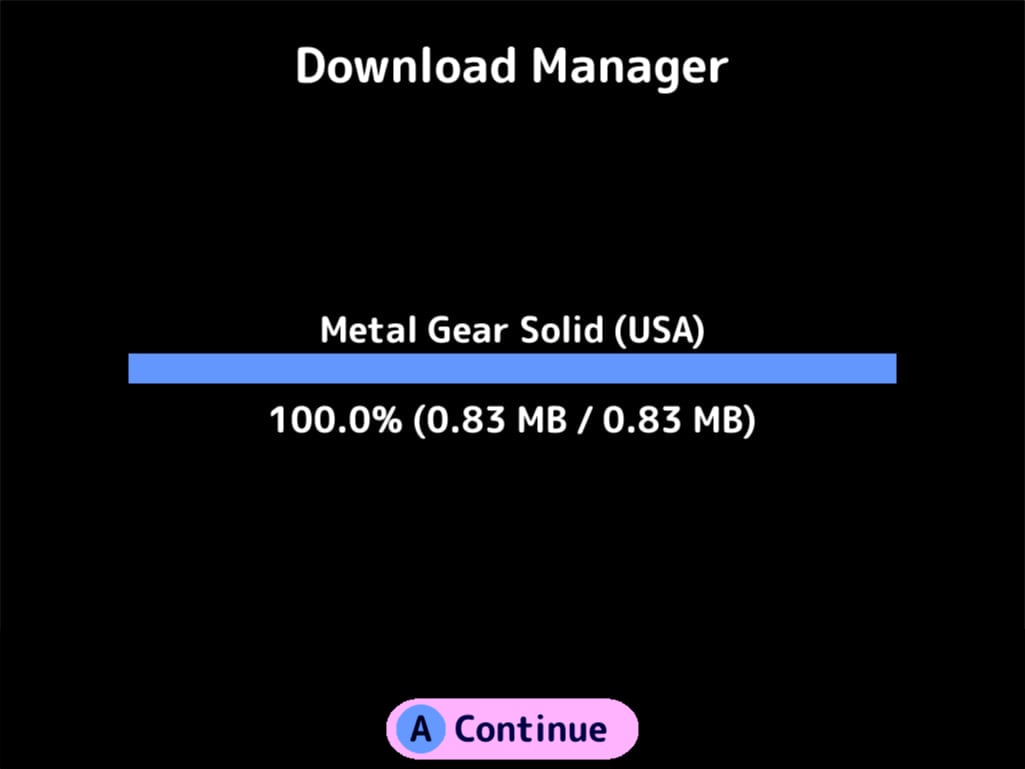 Download Manager
Metal Gear Solid (USA)
100.0% (0.83 MB / 0.83 MB)
A Continue